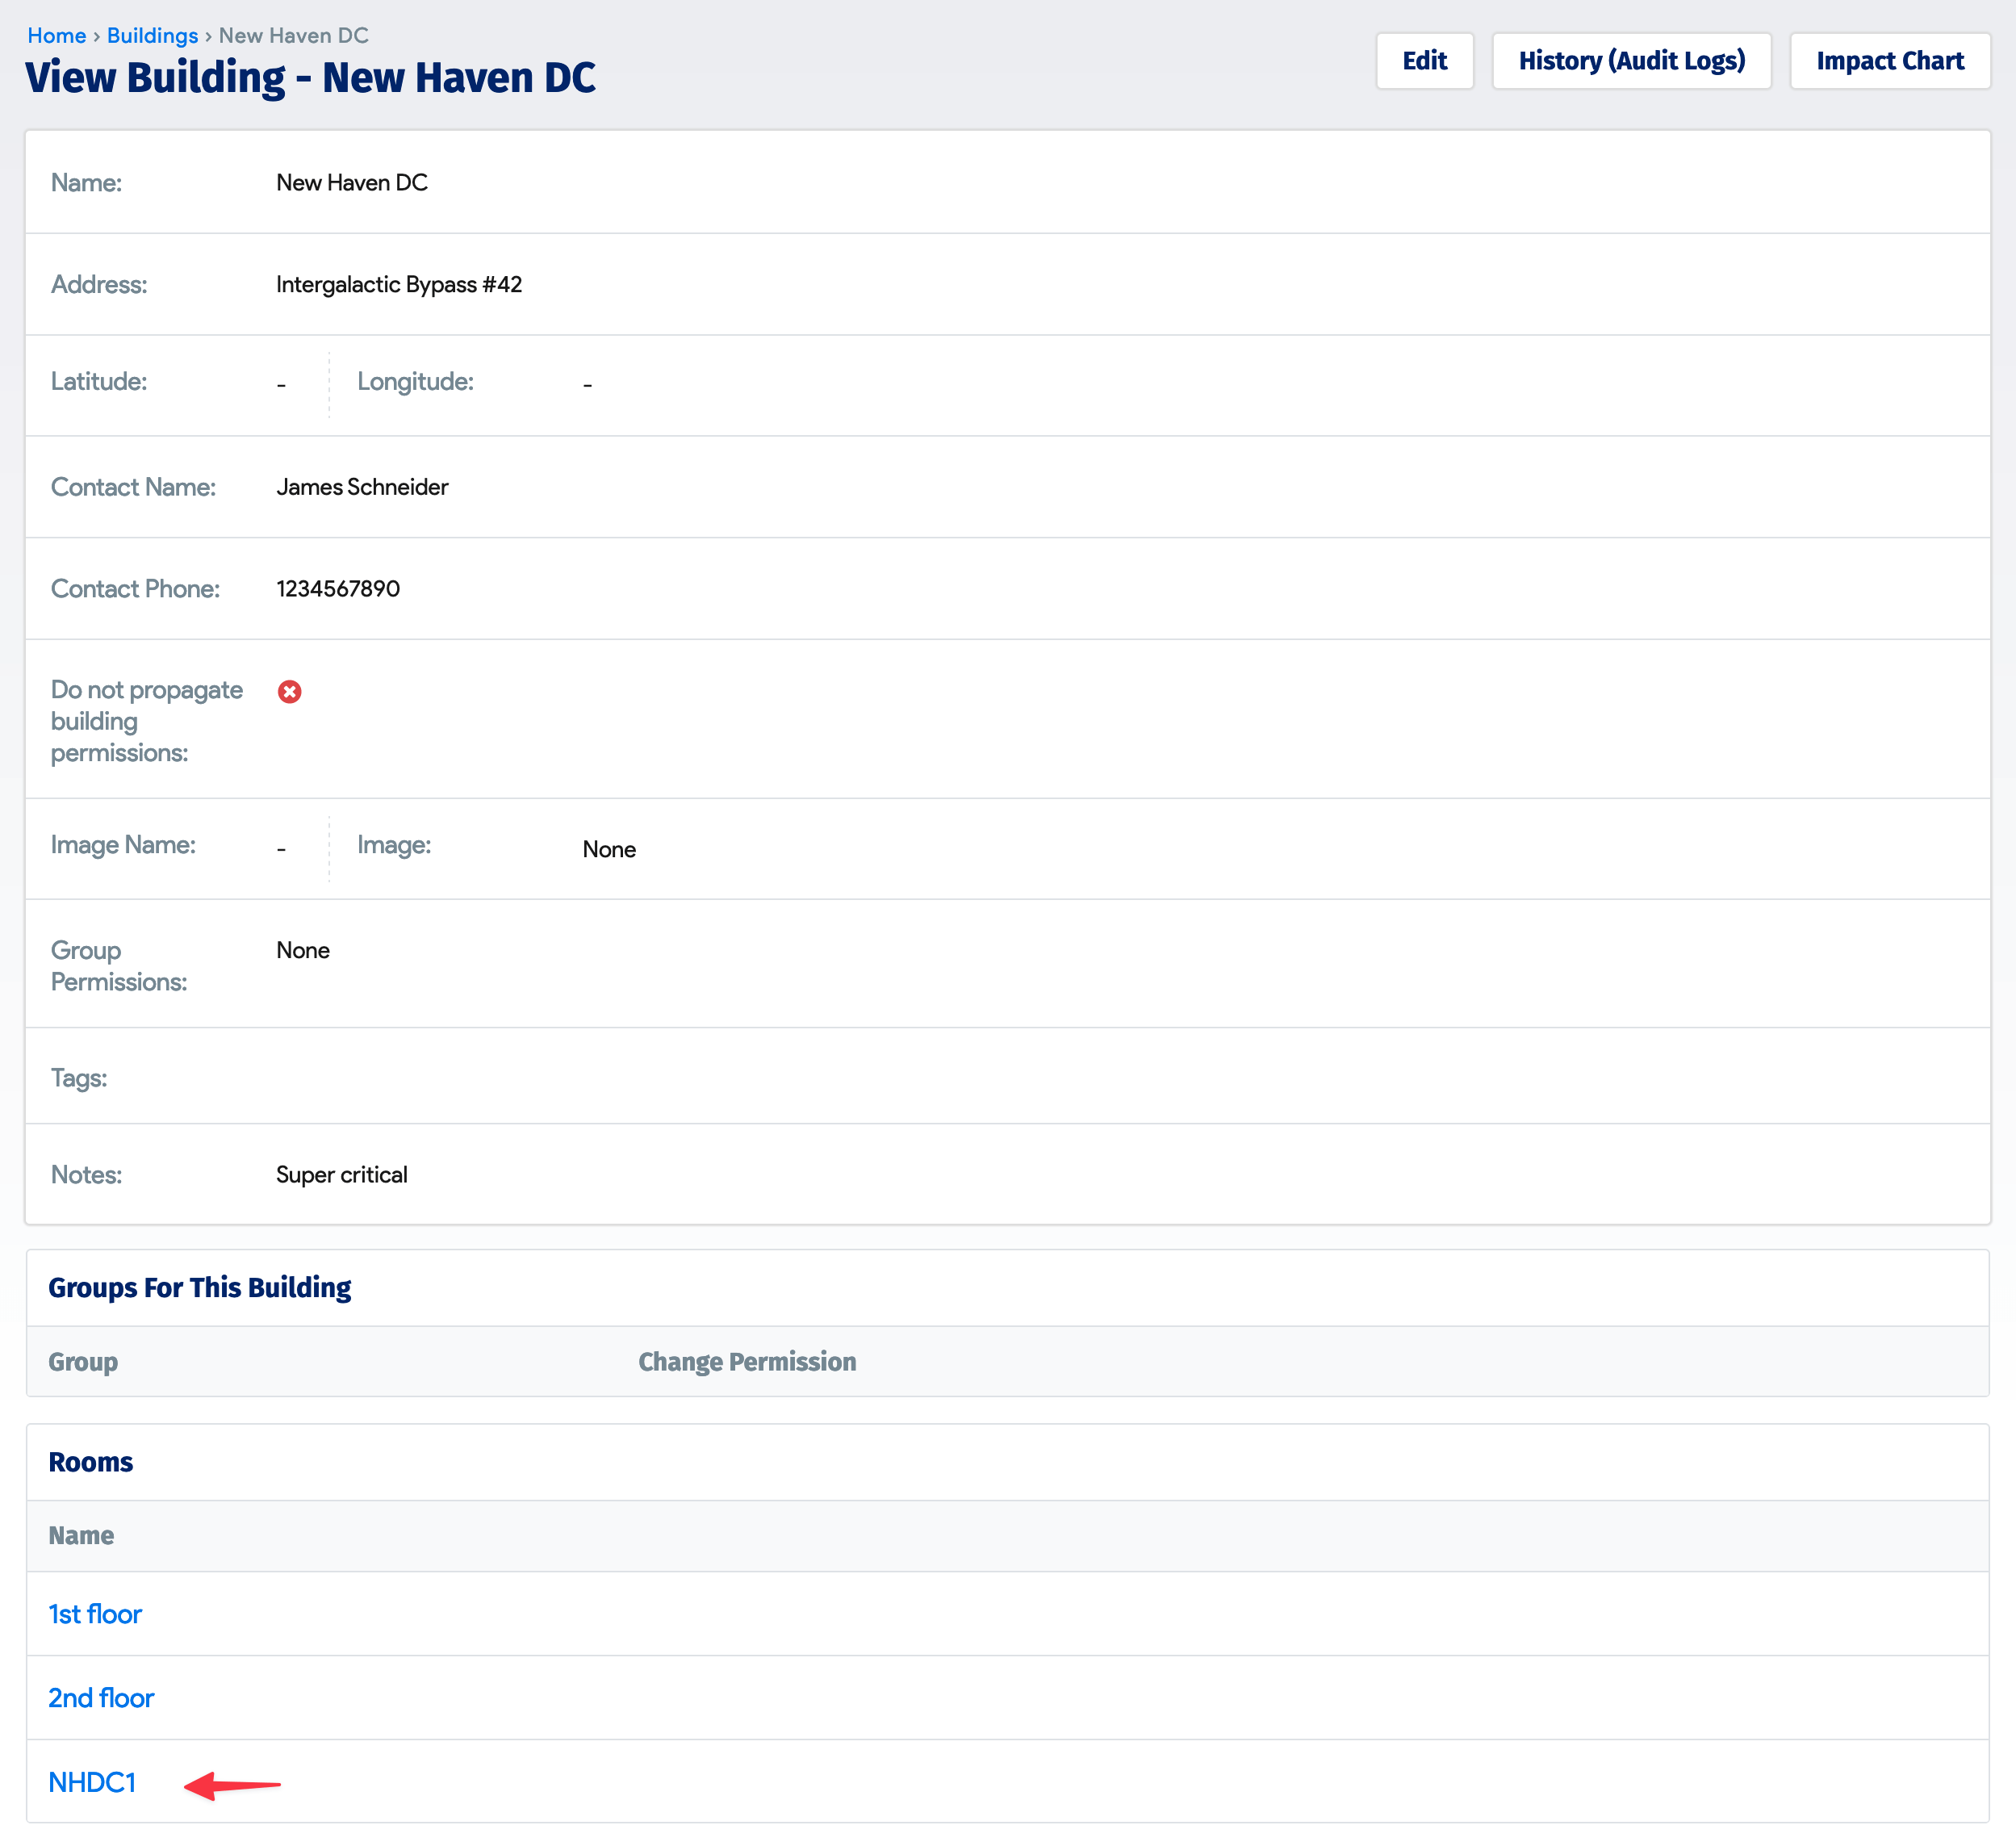 Home › Buildings › New Haven DC
View Building - New Haven DC
Edit
History (Audit Logs)
Impact Chart
Name: New Haven DC
Address: Intergalactic Bypass #42
Latitude: - Longitude: -
Contact Name: James Schneider
Contact Phone: 1234567890
Do not propagate
building
permissions:
Image Name: - Image: None
Group None
Permissions:
Tags:
Notes: Super critical
Groups For This Building
Group Change Permission
Rooms
Name
1st floor
2nd floor
NHDC1